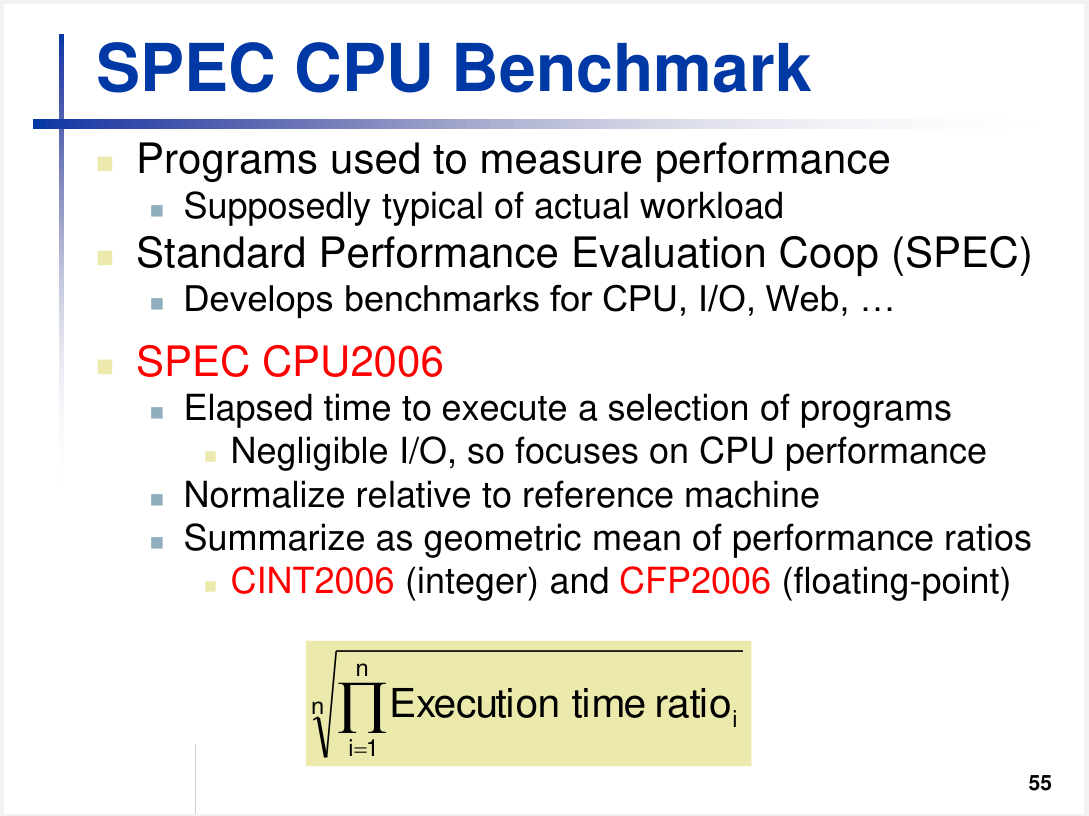 SPEC CPU Benchmark
Programs used to measure performance
Supposedly typical of actual workload
Standard Performance Evaluation Coop (SPEC)
Develops benchmarks for CPU, I/O, Web, …
SPEC CPU2006
Elapsed time to execute a selection of programs
Negligible I/O, so focuses on CPU performance
Normalize relative to reference machine
Summarize as geometric mean of performance ratios
CINT2006 (integer) and CFP2006 (floating-point)
n
n √ ∏ Execution time ratio i
i=1
55